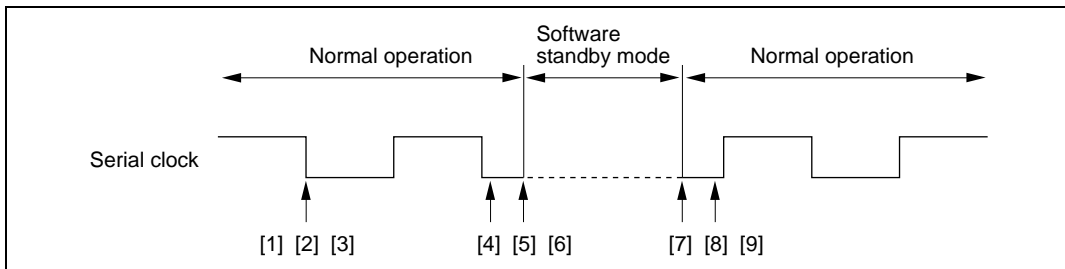 Software
Normal operation standby mode Normal operation
Serial clock
[1] [2] [3] [4] [5] [6] [7] [8] [9]